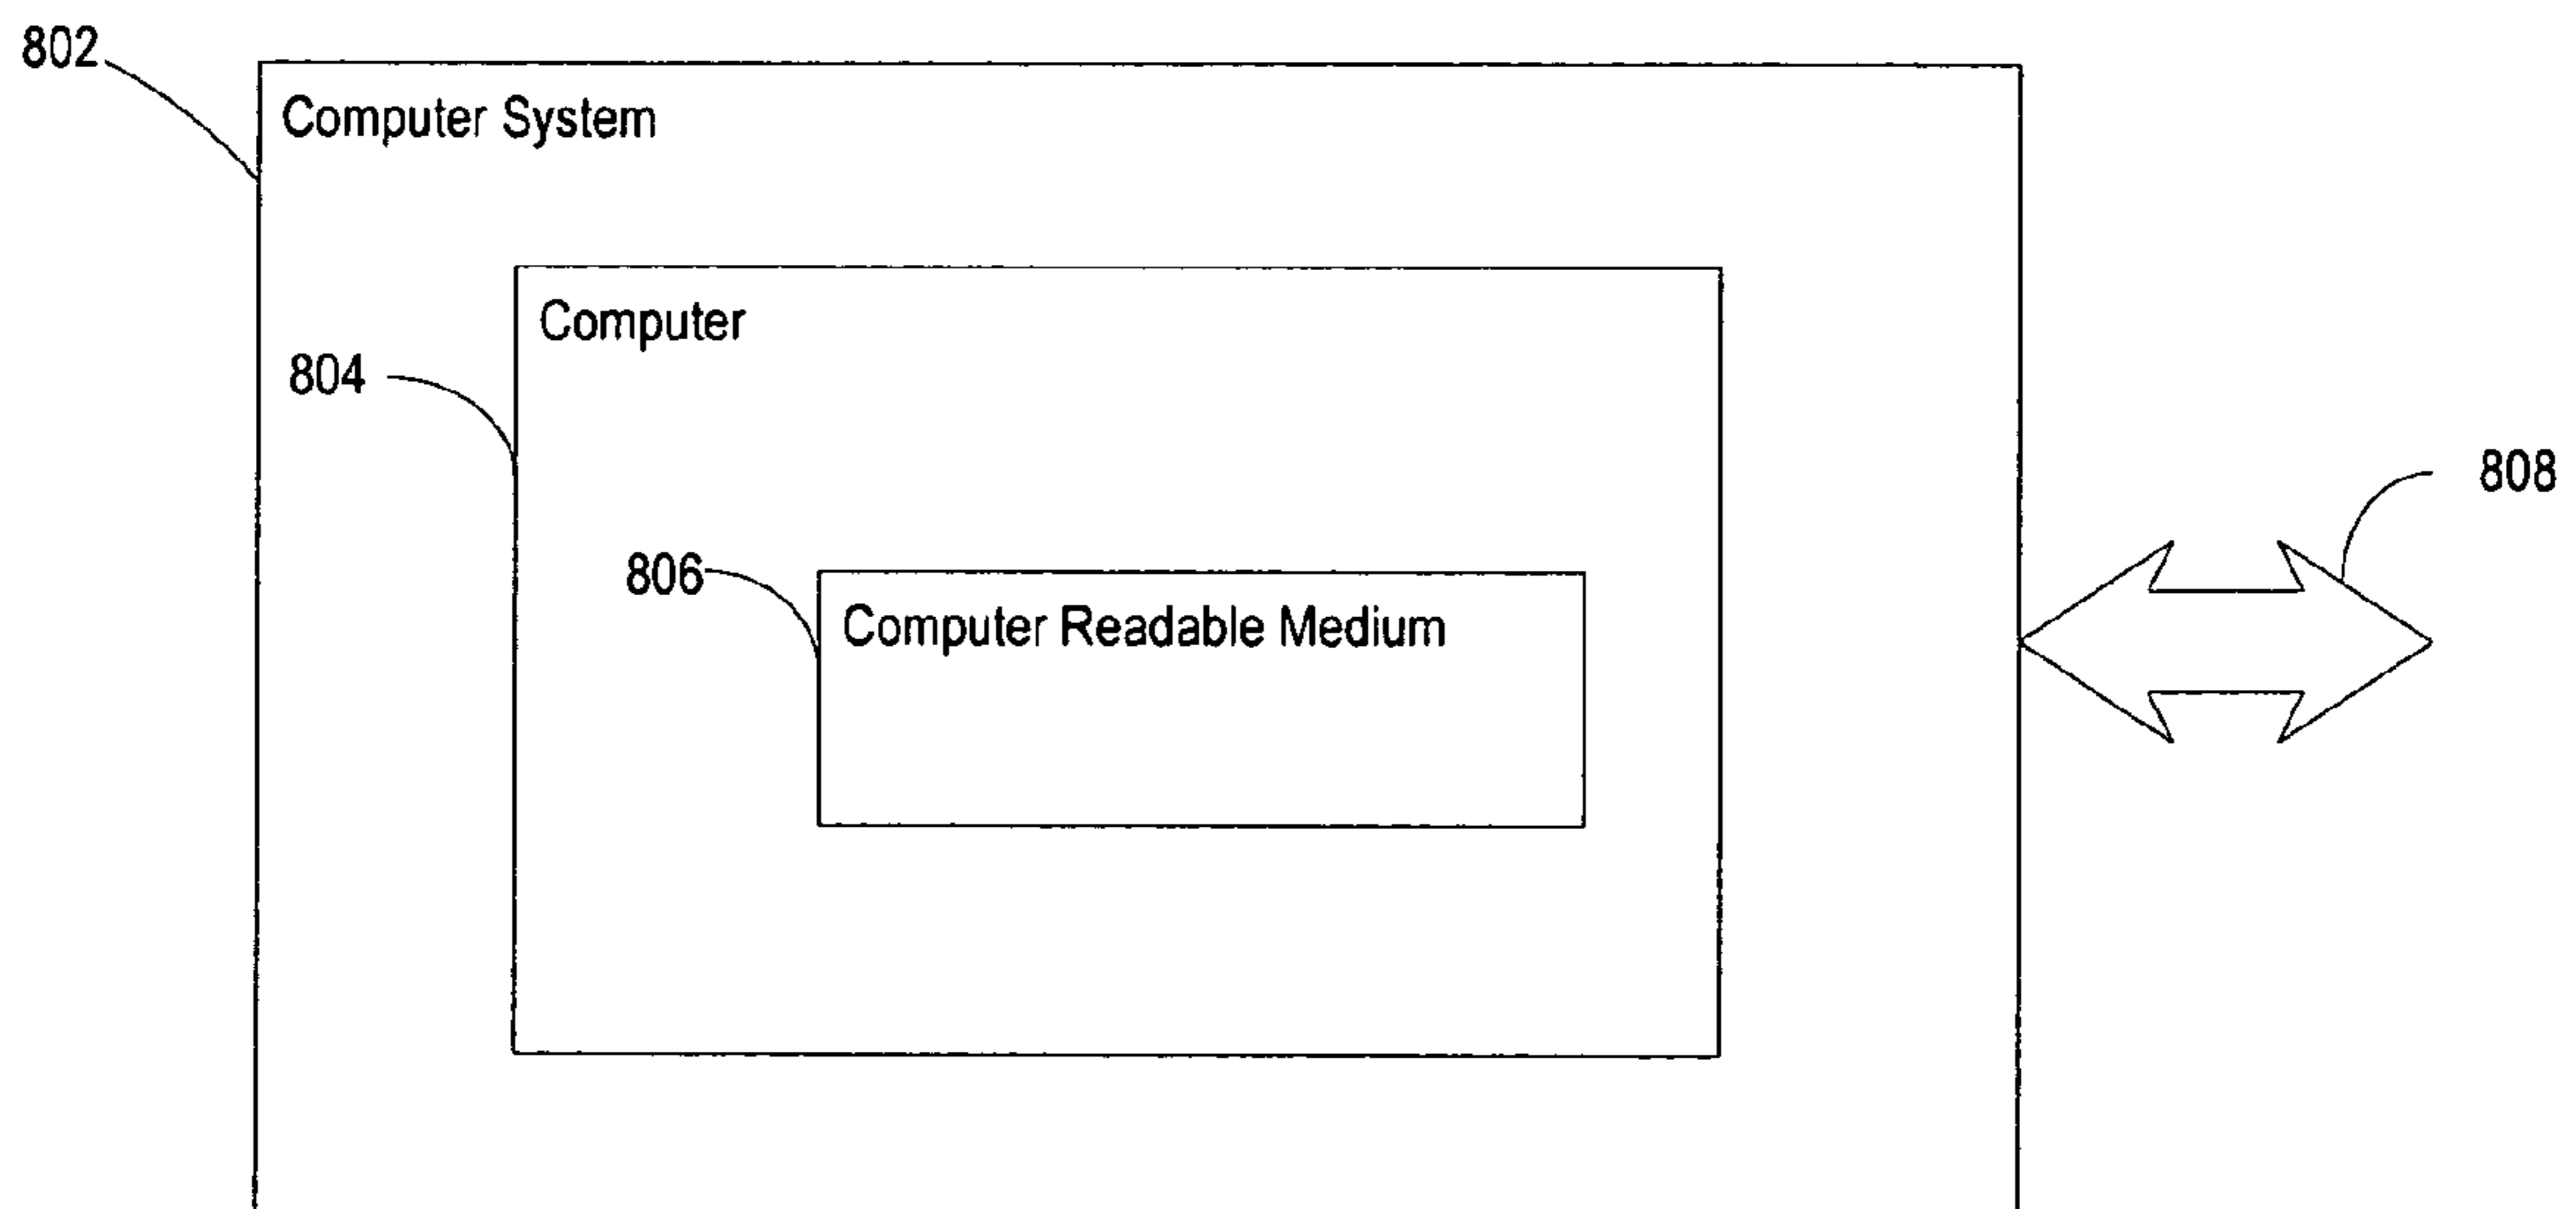 802
Computer System
Computer
804
808
806
Computer Readable Medium